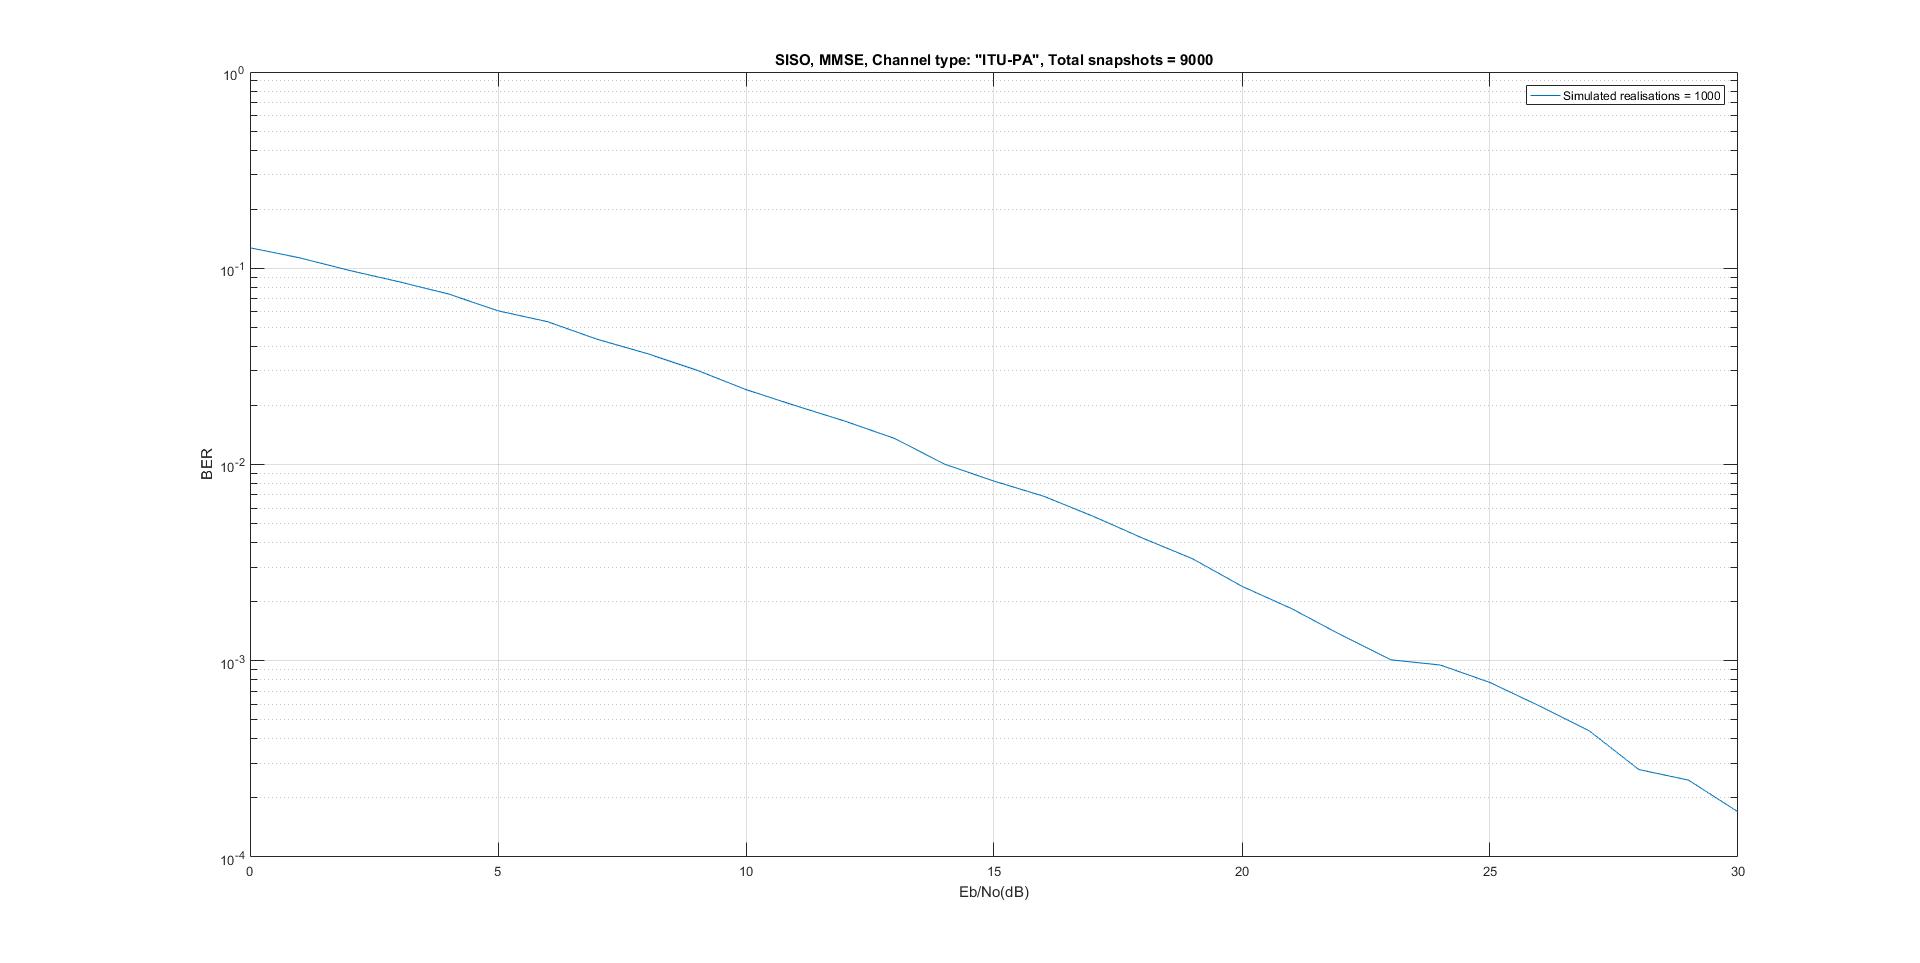 SISO, MMSE, Channel type: "ITU-PA", Total snapshots = 9000
10^0
Simulated realisations = 1000
10^-1
10^-2
BER
10^-3
10^-4
0 5 10 15 20 25 30
Eb/No(dB)